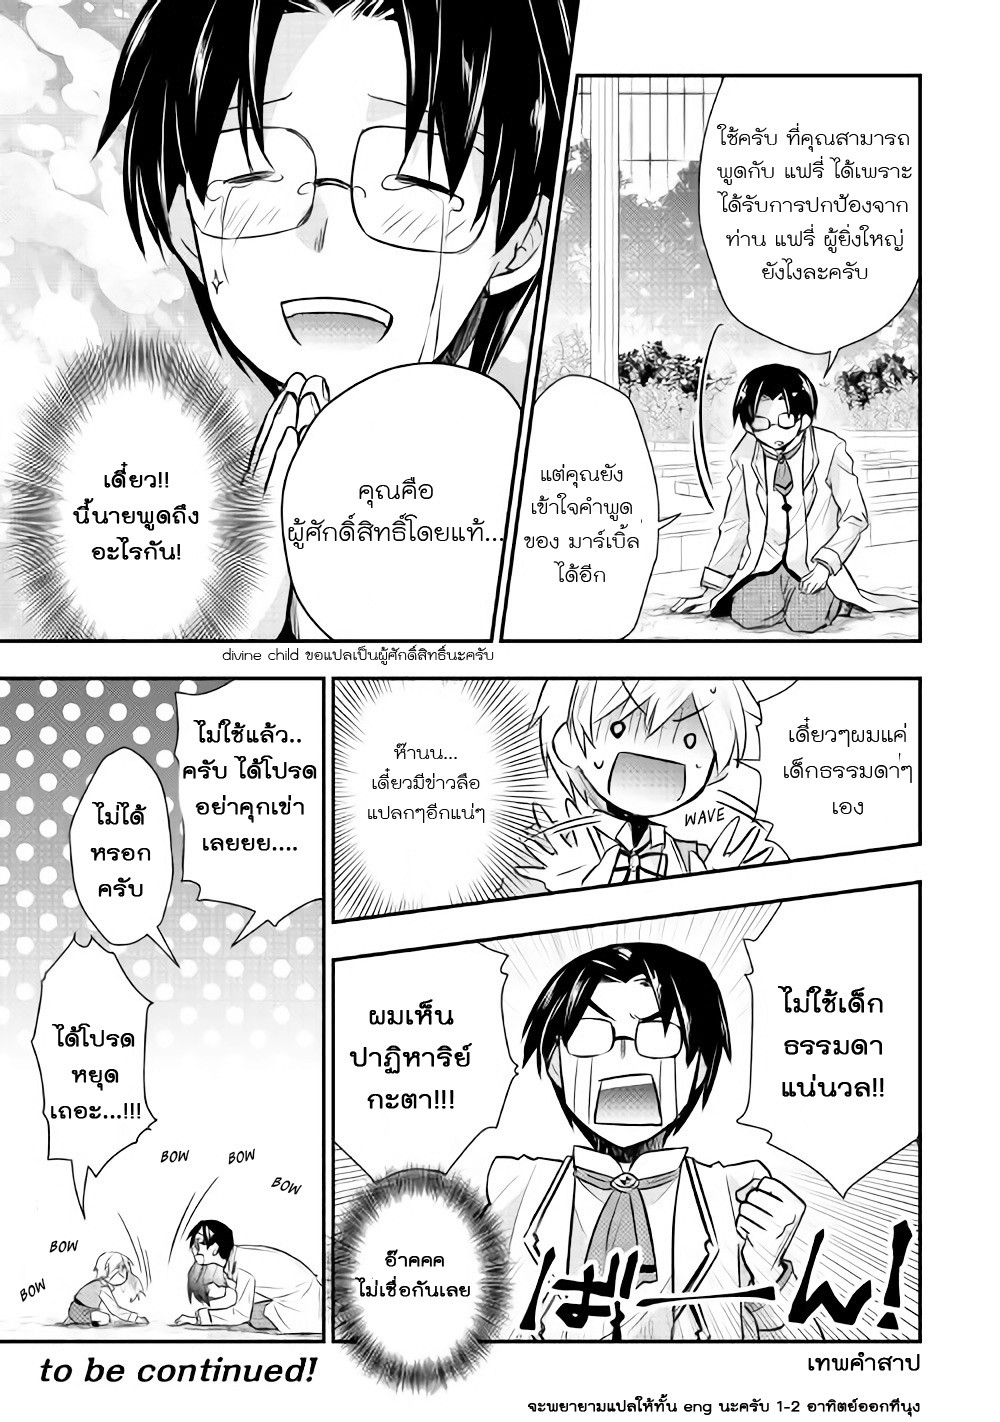 ใช้ครับ ที่คุณสามารถ
พูดกับ แฟรี่ ได้เพราะ
ได้รับการปกป้องจาก
ท่าน แฟรี่ ผู้ยิ่งใหญ่
ยังไงละครับ
แต่คุณยัง
เข้าใจคำพูด
ของ มาร์เบิ้ล
ได้อีก
คุณคือ
ผู้ศักดิ์สิทธิ์โดยแท้...
เดี๋ยว!!
นี้นายพูดถึง
อะไรกัน!
divine child ขอแปลเป็นผู้ศักดิ์สิทธิ์นะครับ
เดี๋ยวๆผมแค่
เด็กธรรมดาๆ
เอง
WAVE
ห๊านน...
เดี๋ยวมีข่าวลือ
แปลกๆอีกแน่ๆ
ไม่ใช้เด็ก
ธรรมดา
แน่นวล!!
ผมเห็น
ปาฏิหาริย์
กะตา!!!
อ๊าคคค
ไม่เชื่อกันเลย
ばーん!
ไม่ใช้แล้ว..
ครับ ได้โปรด
อย่าคุกเข่า
เลยยย....
ไม่ได้
หรอก
ครับ
ได้โปรด
หยุด
เถอะ...!!!
BOW
BOW
BOW
BOW
BOW
to be continued!
เทพคำสาป
จะพยายามแปลให้ทั้น eng นะครับ 1-2 อาทิตย์ออกทีนุง